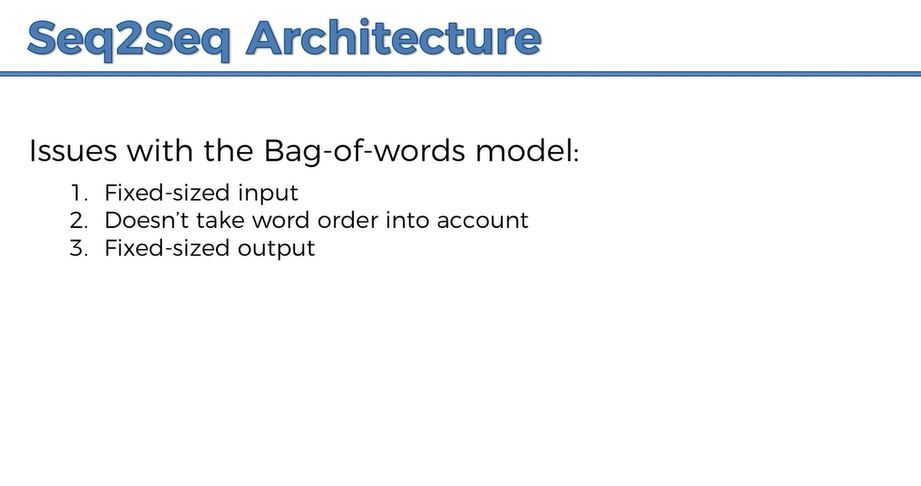 Seq2Seq Architecture
Issues with the Bag-of-words model:
1. Fixed-sized input
2. Doesn't take word order into account
3. Fixed-sized output